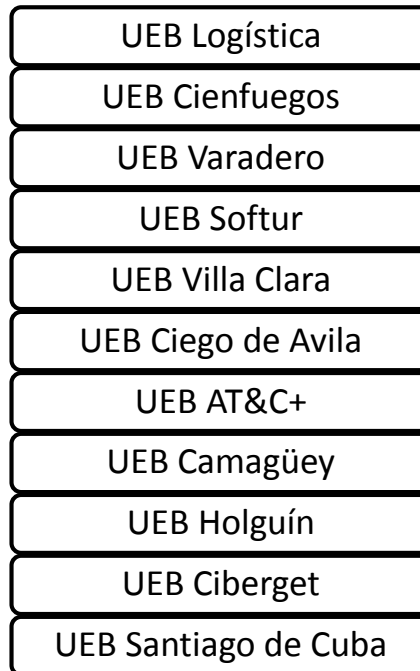 UEB Logística
UEB Cienfuegos
UEB Varadero
UEB Softur
UEB Villa Clara
UEB Ciego de Avila
UEB AT&C+
UEB Camagüey
UEB Holguín
UEB Ciberget
UEB Santiago de Cuba